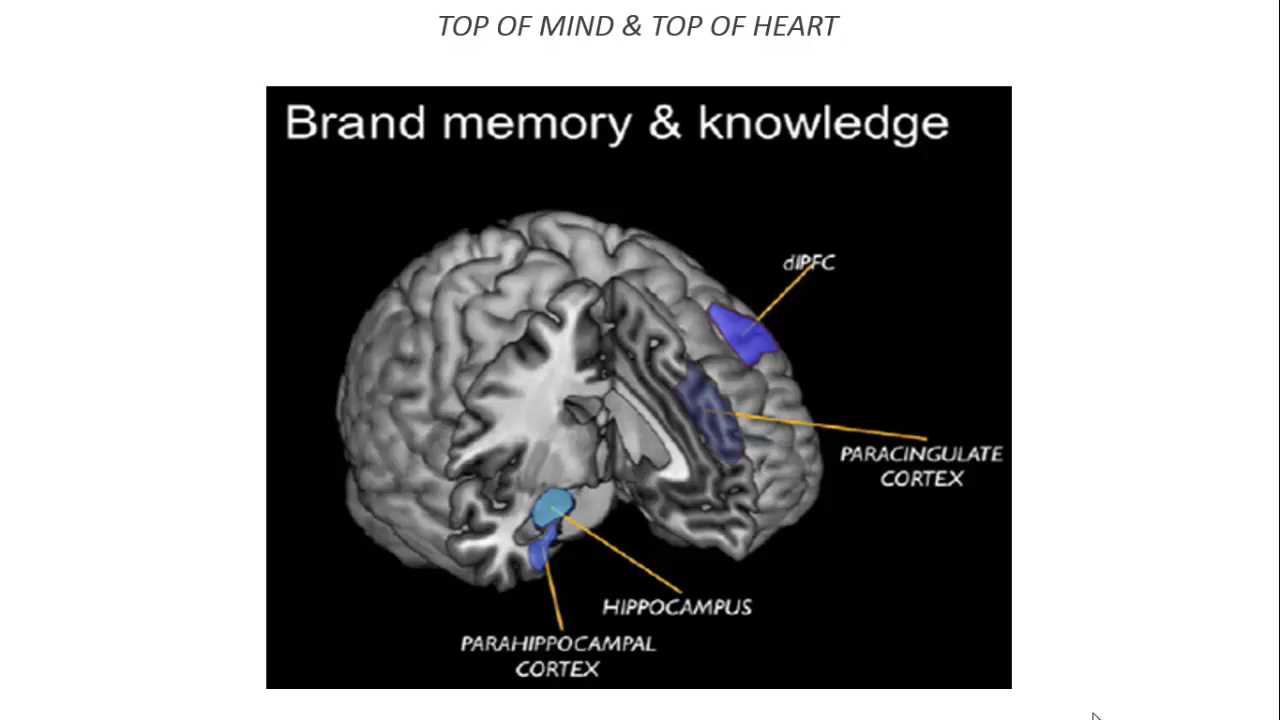 TOP OF MIND & TOP OF HEART
Brand memory & knowledge
dlPFC
PARACINGULATE
CORTEX
HIPPOCAMPUS
PARAHIPPOCAMPAL
CORTEX